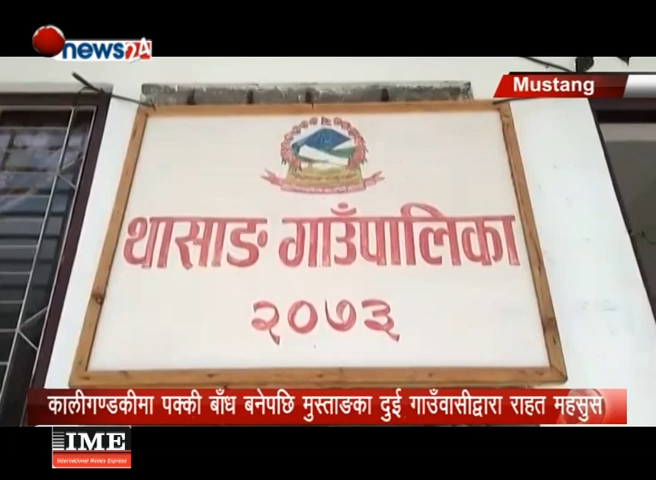 news24
Mustang
थासाङ गाउँपालिका
२०७३
कालीगण्डकीमा पक्की बाँध बनेपछि मुस्ताङका दुई गाउँवासीद्वारा राहत महसुस
IME
International Money Express